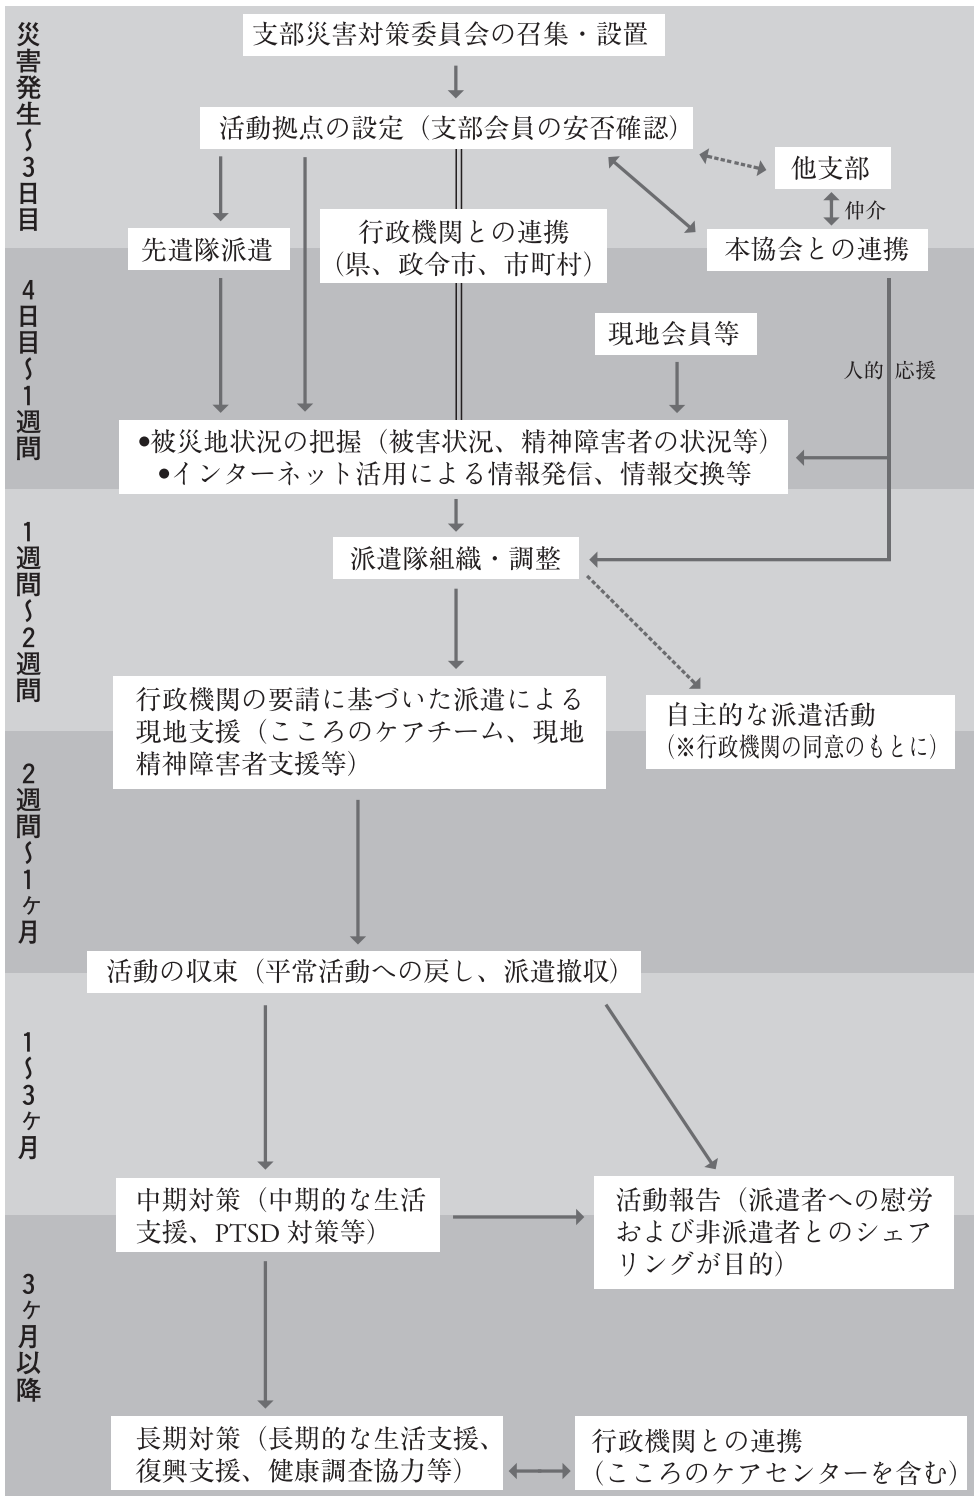 災害発生〜3日目
支部災害対策委員会の召集・設置
活動拠点の設定（支部会員の安否確認）
他支部
仲介
先遣隊派遣
行政機関との連携
（県、政令市、市町村）
本協会との連携
4日目〜1週間
現地会員等
人的応援
•被災地状況の把握（被害状況、精神障害者の状況等）
•インターネット活用による情報発信、情報交換等
1週間〜2週間
派遣隊組織・調整
行政機関の要請に基づいた派遣による
現地支援（こころのケアチーム、現地
精神障害者支援等）
自主的な派遣活動
（※行政機関の同意のもとに）
2週間〜1ヶ月
活動の収束（平常活動への戻し、派遣撤収）
1〜3ヶ月
中期対策（中期的な生活
支援、PTSD 対策等）
活動報告（派遣者への慰労
および非派遣者とのシェア
リングが目的）
3ヶ月以降
長期対策（長期的な生活支援、
復興支援、健康調査協力等）
行政機関との連携
（こころのケアセンターを含む）